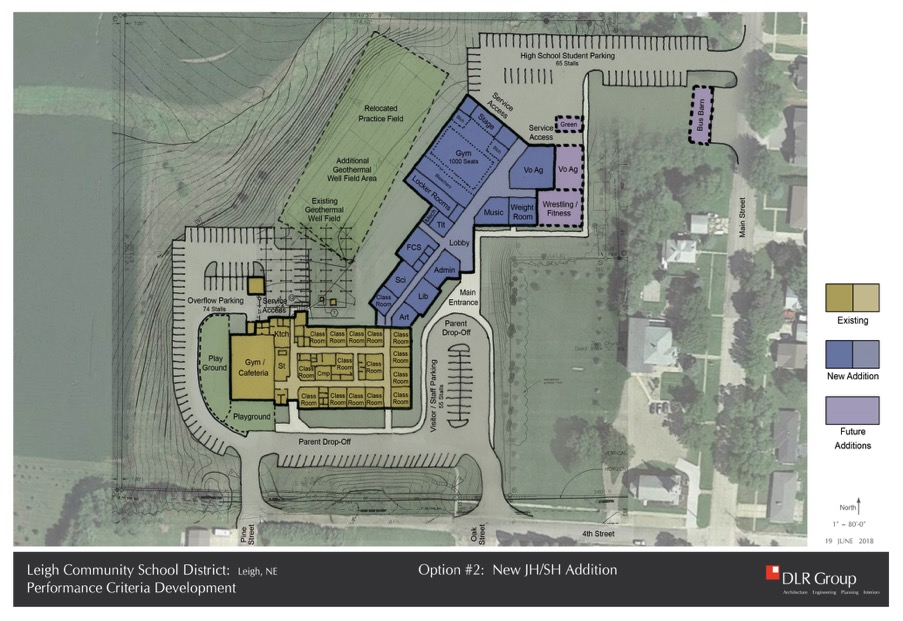 High School Student Parking
65 Stalls
Service
Access
Relocated
Practice Field
Stage
Green
Bus Barn
Service
Access
Gym
1000 Seats
Vo Ag
Vo Ag
Additional
Geothermal
Well Field Area
Locker Rooms
Existing
Geothermal
Well Field
Music
Weight
Room
Wrestling /
Fitness
Main Street
Tlt
Lobby
FCS
Admin
Sci
Lib
Class
Room
Art
Main
Entrance
Overflow Parking
74 Stalls
Service
Access
Parent
Drop-Off
Ktch
Class
Room
Class
Room
Class
Room
Class
Room
Class
Room
Play
Ground
Gym /
Cafeteria
St
Class
Room
Cmp
Class
Room
Class
Room
Class
Room
Class
Room
Class
Room
Class
Room
Class
Room
Class
Room
Class
Room
Visitor / Staff Parking
55 Stalls
Playground
Parent Drop-Off
Pine
Street
Oak
Street
4th Street
Existing
New Addition
Future
Additions
North
1" = 80'-0"
19 JUNE 2018
Leigh Community School District: Leigh, NE
Performance Criteria Development
Option #2: New JH/SH Addition
DLR Group
Architecture Engineering Planning Interiors